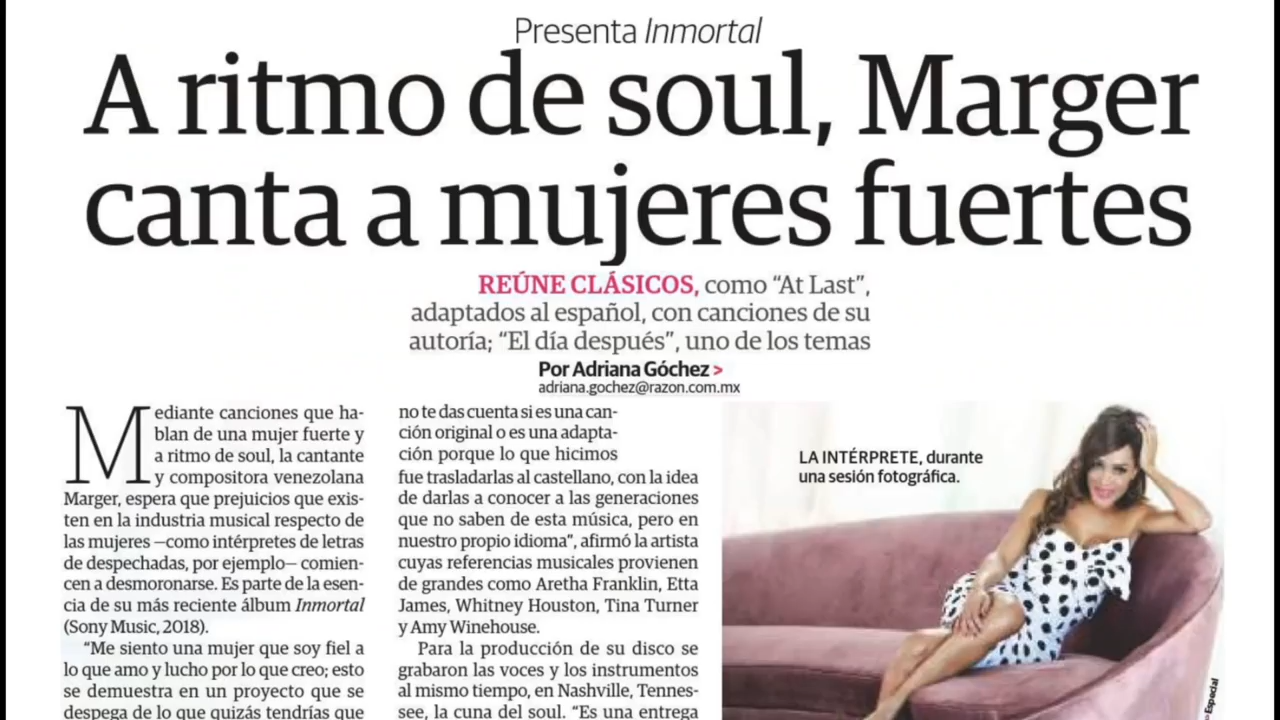 Presenta Inmortal
A ritmo de soul, Marger
canta a mujeres fuertes
REÚNE CLÁSICOS, como “At Last”,
adaptados al español, con canciones de su
autoría; “El día después”, uno de los temas
Por Adriana Góchez >
adriana.gochez@razon.com.mx
Mediante canciones que ha-
blan de una mujer fuerte y
a ritmo de soul, la cantante
y compositora venezolana
Marger, espera que prejuicios que exis-
ten en la industria musical respecto de
las mujeres —como intérpretes de letras
de despechadas, por ejemplo— comien-
cen a desmoronarse. Es parte de la esen-
cia de su más reciente álbum Inmortal
(Sony Music, 2018).
“Me siento una mujer que soy fiel a
lo que amo y lucho por lo que creo; esto
se demuestra en un proyecto que se
despega de lo que quizás tendrías que
no te das cuenta si es una can-
ción original o es una adapta-
ción porque lo que hicimos
fue trasladarlas al castellano, con la idea
de darlas a conocer a las generaciones
que no saben de esta música, pero en
nuestro propio idioma”, afirmó la artista
cuyas referencias musicales provienen
de grandes como Aretha Franklin, Etta
James, Whitney Houston, Tina Turner
y Amy Winehouse.
Para la producción de su disco se
grabaron las voces y los instrumentos
al mismo tiempo, en Nashville, Tennes-
see, la cuna del soul. “Es una entrega
LA INTÉRPRETE, durante
una sesión fotográfica.
Especial